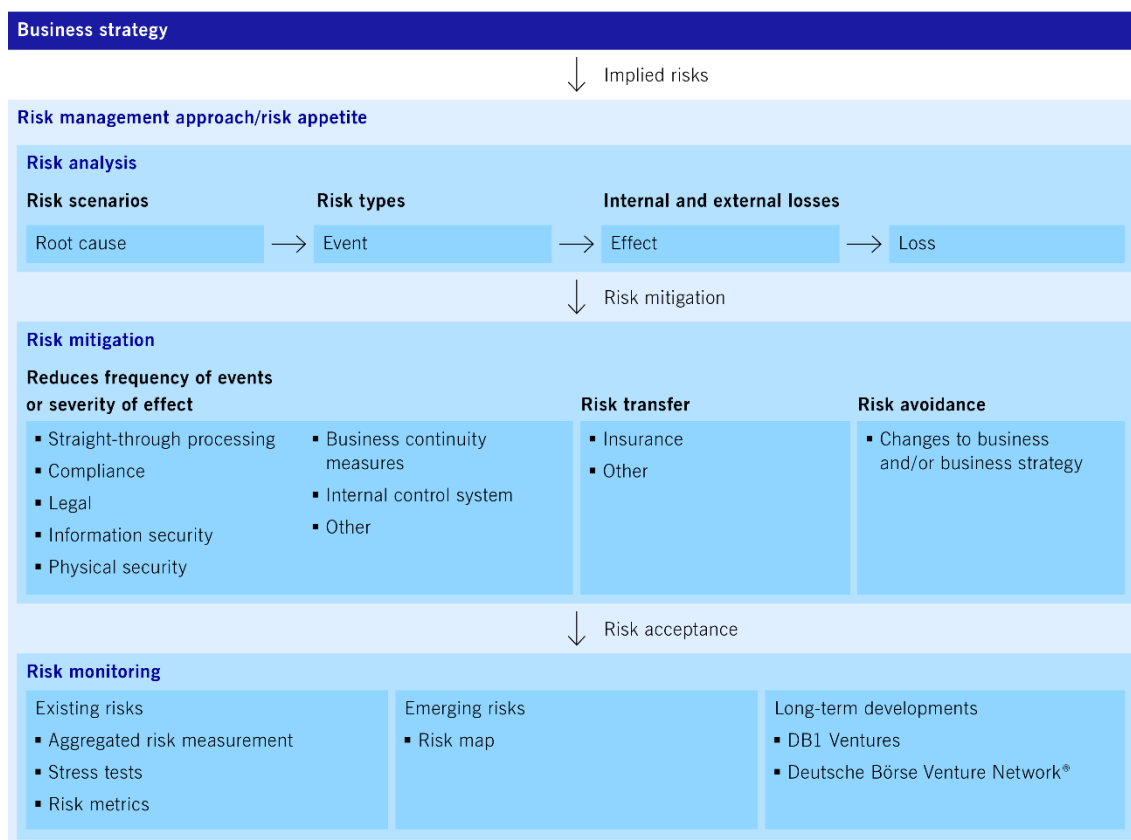 Business strategy
Implied risks
Risk management approach/risk appetite
Risk analysis
Risk scenarios
Risk types
Internal and external losses
Root cause
Event
Effect
Loss
Risk mitigation
Risk mitigation
Reduces frequency of events
or severity of effect
Risk transfer
Risk avoidance
▪ Straight-through processing
▪ Compliance
▪ Legal
▪ Information security
▪ Physical security
▪ Business continuity
measures
▪ Internal control system
▪ Other
▪ Insurance
▪ Other
▪ Changes to business
and/or business strategy
Risk acceptance
Risk monitoring
Existing risks
▪ Aggregated risk measurement
▪ Stress tests
▪ Risk metrics
Emerging risks
▪ Risk map
Long-term developments
▪ DB1 Ventures
▪ Deutsche Börse Venture Network®